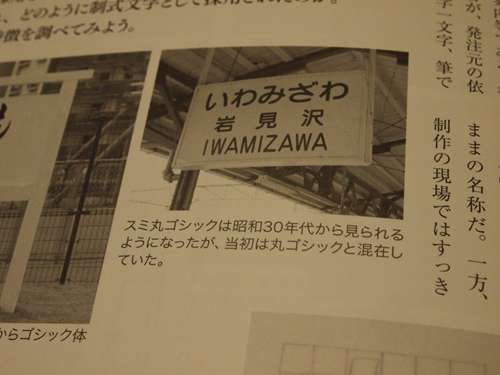 、どのように制式文字として採用されたのか。
徴を調べてみよう。
が、発注元の依
字一文字、筆で
ままの名称だ。一方、
制作の現場ではすっき
いわみざわ
岩見沢
IWAMIZAWA
スミ丸ゴシックは昭和30年代から見られる
ようになったが、当初は丸ゴシックと混在し
ていた。
からゴシック体